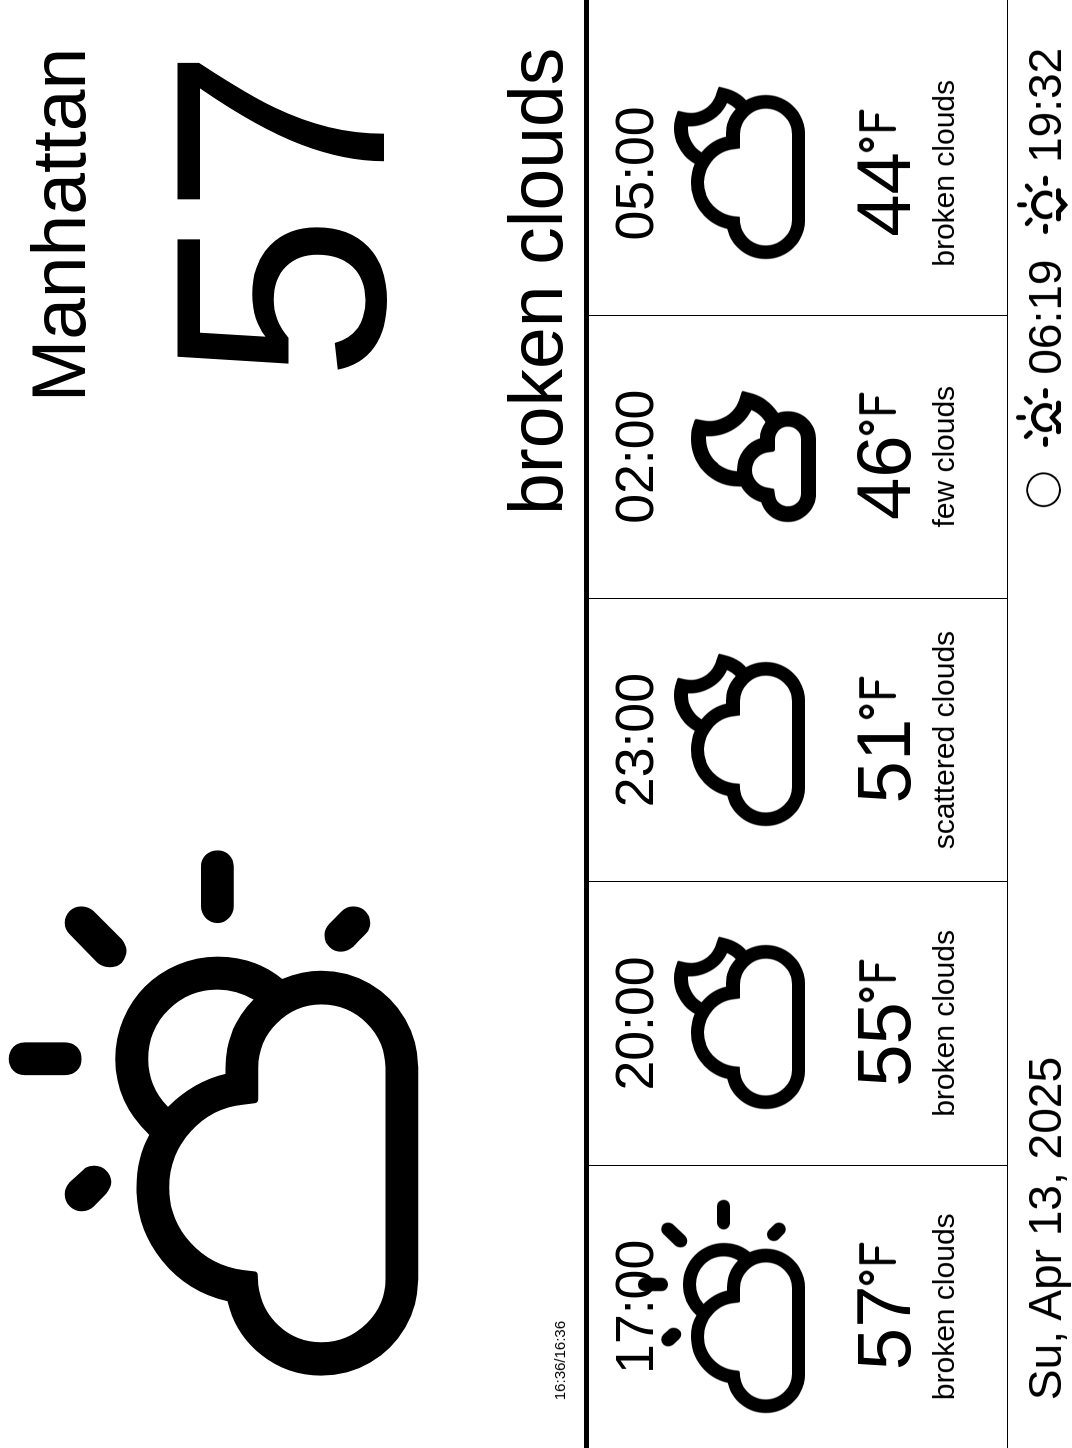 Manhattan
57
broken clouds
16:36/16:36
17:00
57°F
broken clouds
20:00
55°F
broken clouds
23:00
51°F
scattered clouds
02:00
46°F
few clouds
05:00
44°F
broken clouds
Su, Apr 13, 2025
06:19 19:32